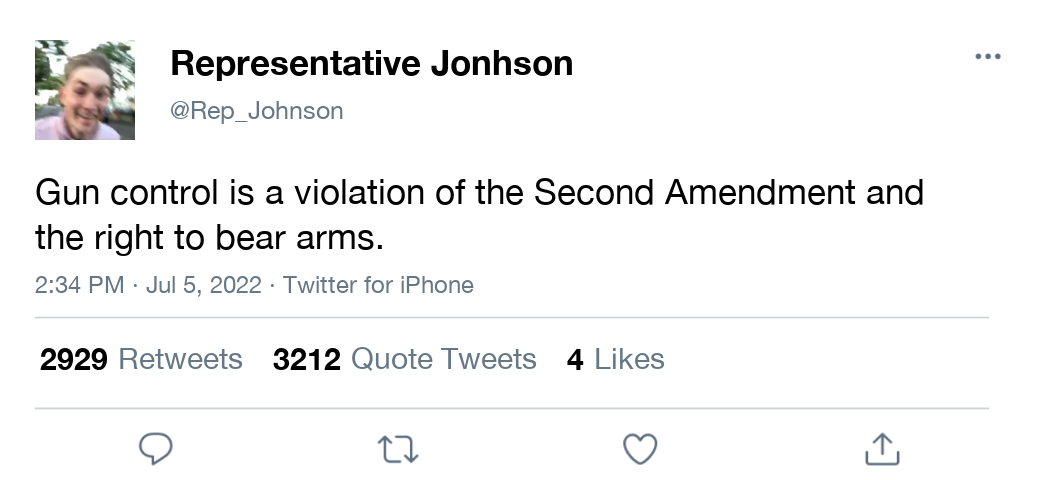 Representative Jonhson
@Rep_Johnson
Gun control is a violation of the Second Amendment and
the right to bear arms.
2:34 PM · Jul 5, 2022 · Twitter for iPhone
2929 Retweets 3212 Quote Tweets 4 Likes